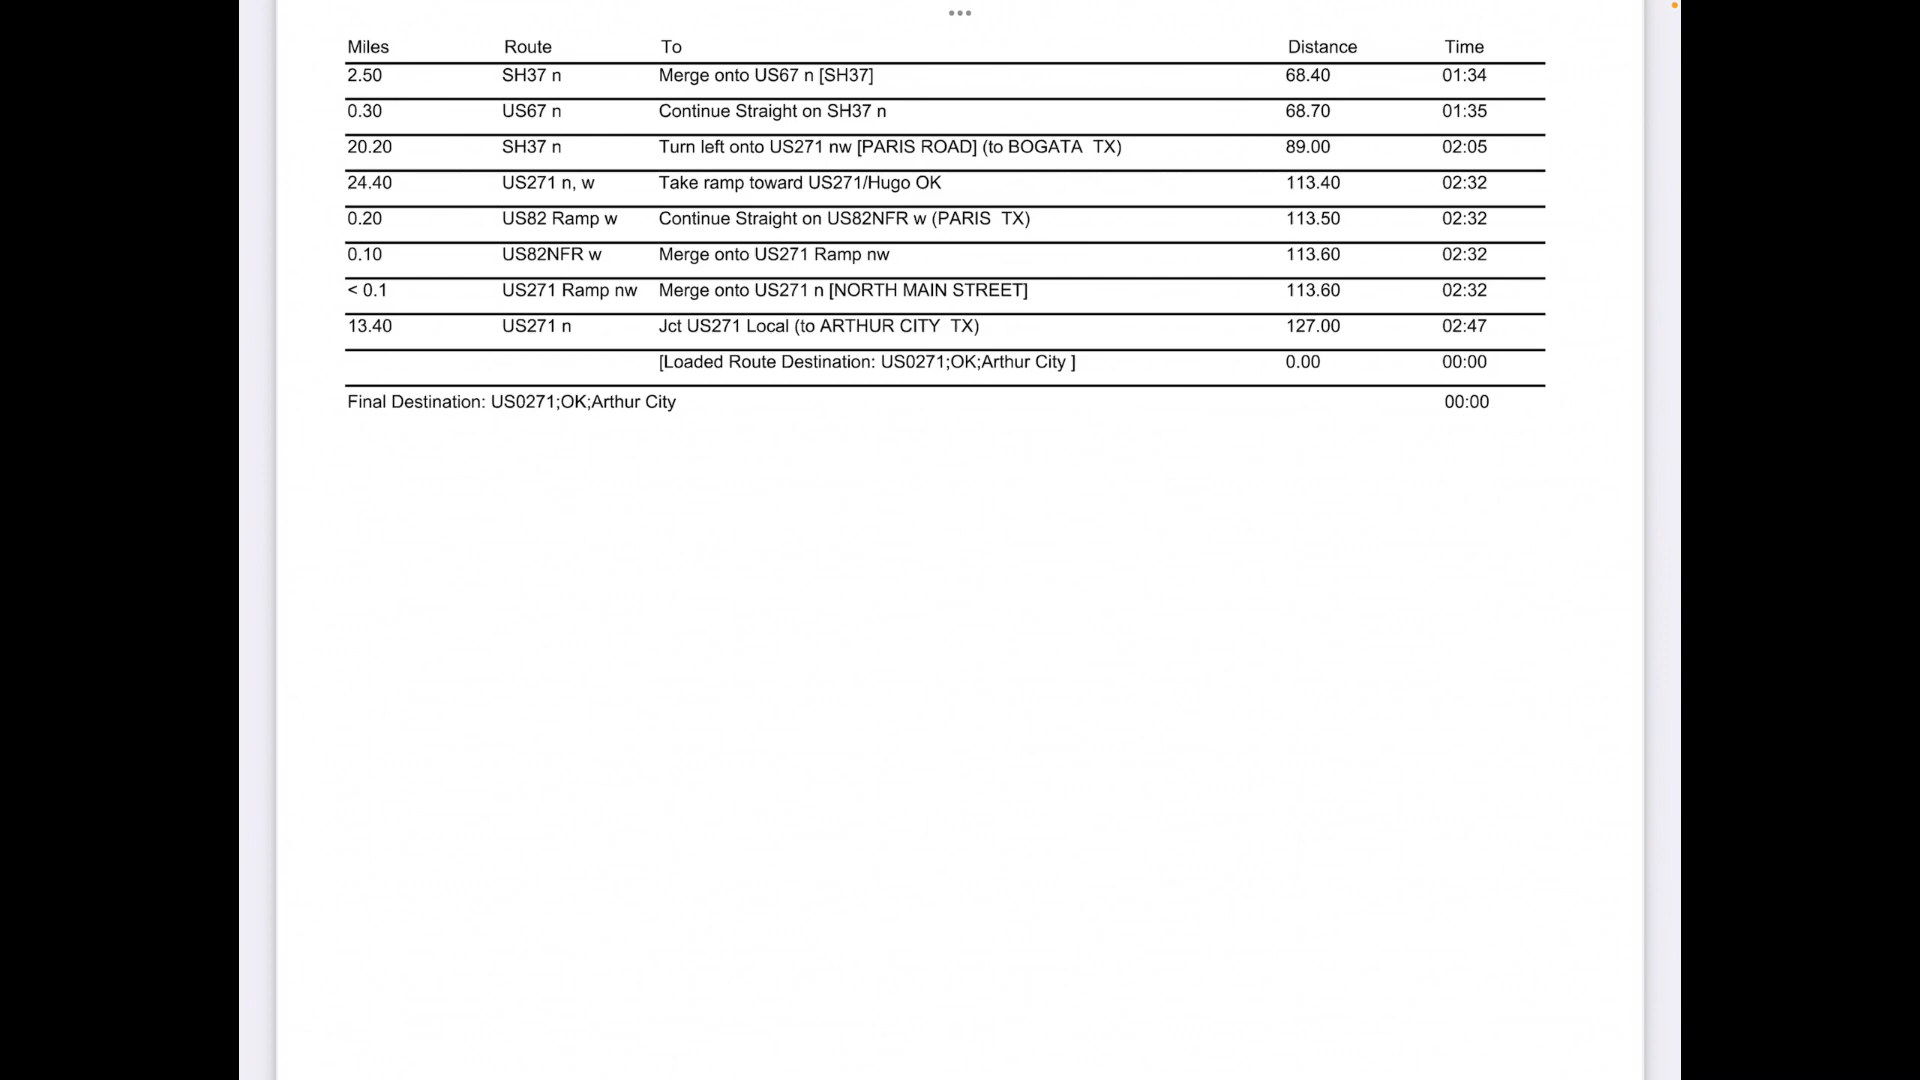 Miles Route To Distance Time
2.50 SH37 n Merge onto US67 n [SH37] 68.40 01:34
0.30 US67 n Continue Straight on SH37 n 68.70 01:35
20.20 SH37 n Turn left onto US271 nw [PARIS ROAD] (to BOGATA  TX) 89.00 02:05
24.40 US271 n, w Take ramp toward US271/Hugo OK 113.40 02:32
0.20 US82 Ramp w Continue Straight on US82NFR w (PARIS  TX) 113.50 02:32
0.10 US82NFR w Merge onto US271 Ramp nw 113.60 02:32
< 0.1 US271 Ramp nw Merge onto US271 n [NORTH MAIN STREET] 113.60 02:32
13.40 US271 n Jct US271 Local (to ARTHUR CITY  TX) 127.00 02:47
[Loaded Route Destination: US0271;OK;Arthur City ] 0.00 00:00
Final Destination: US0271;OK;Arthur City 00:00